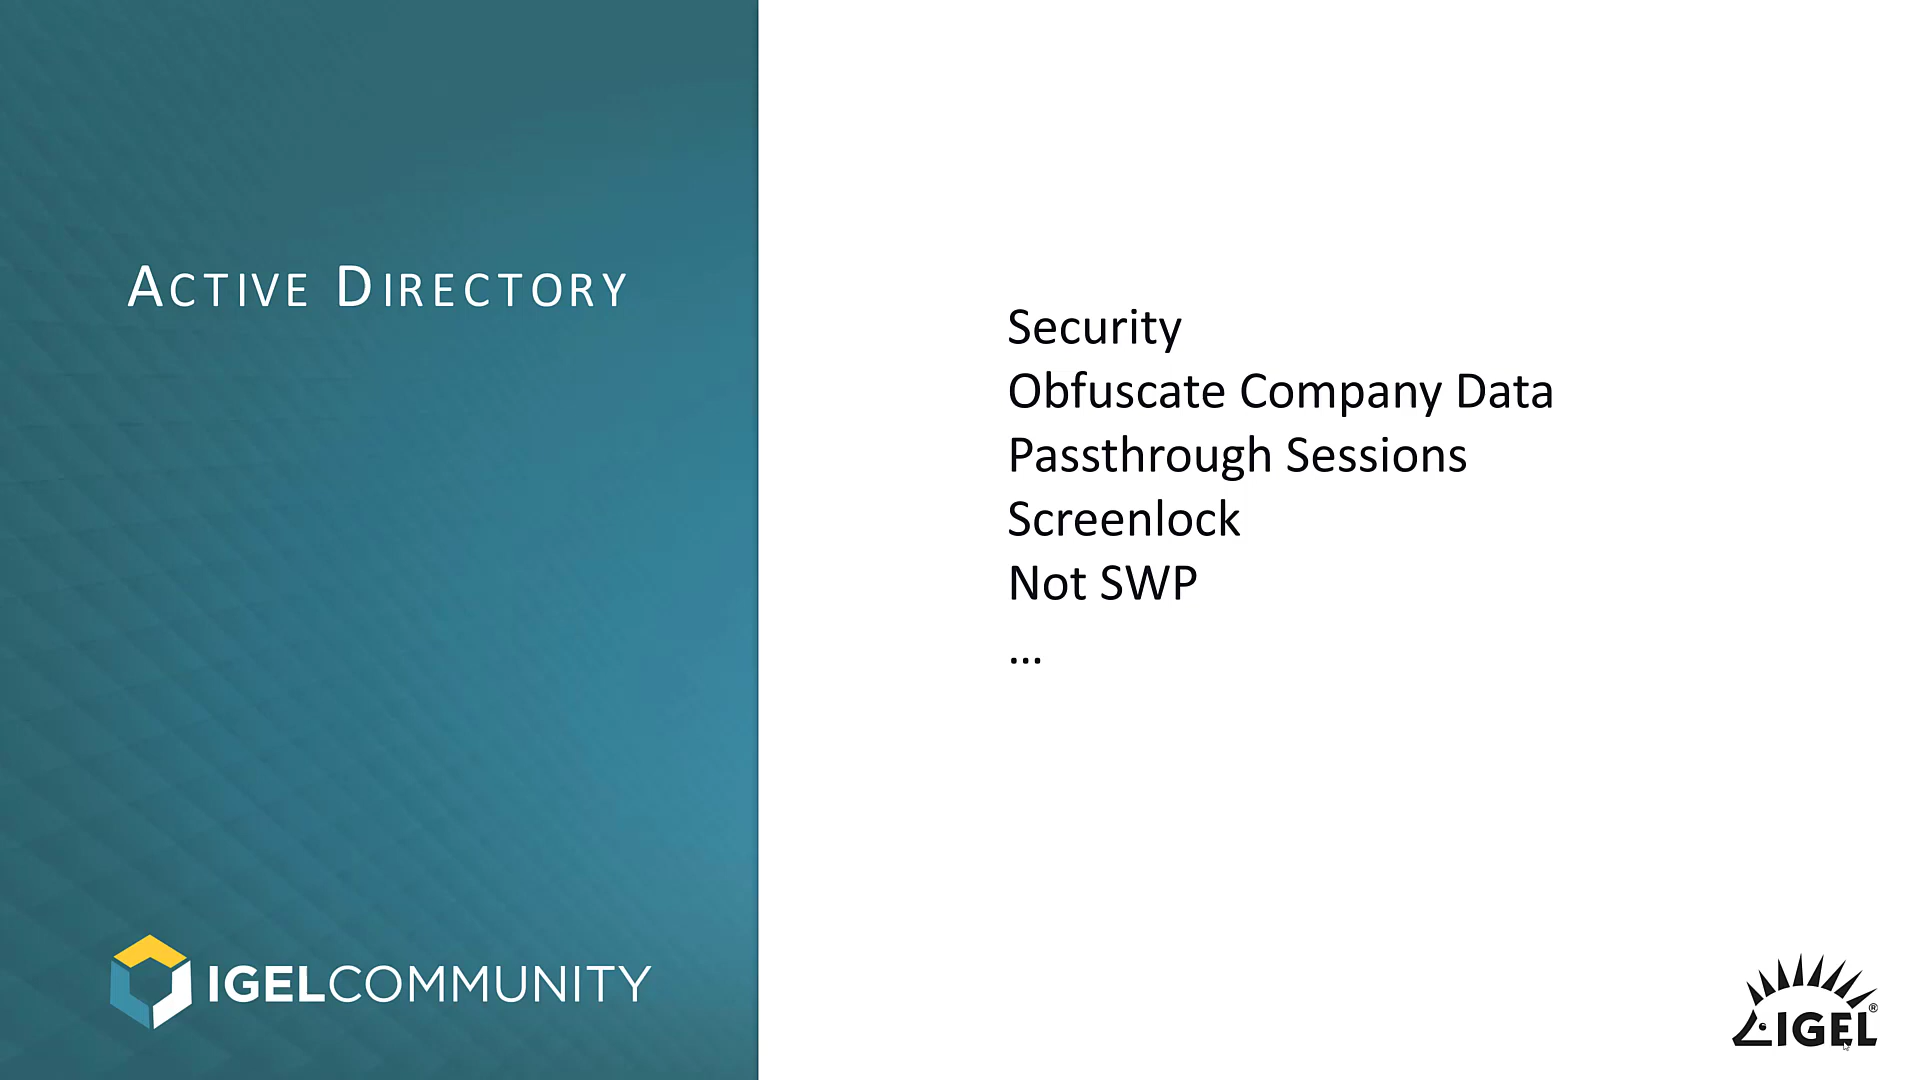 ACTIVE DIRECTORY
Security
Obfuscate Company Data
Passthrough Sessions
Screenlock
Not SWP
...
IGELCOMMUNITY
IGEL®